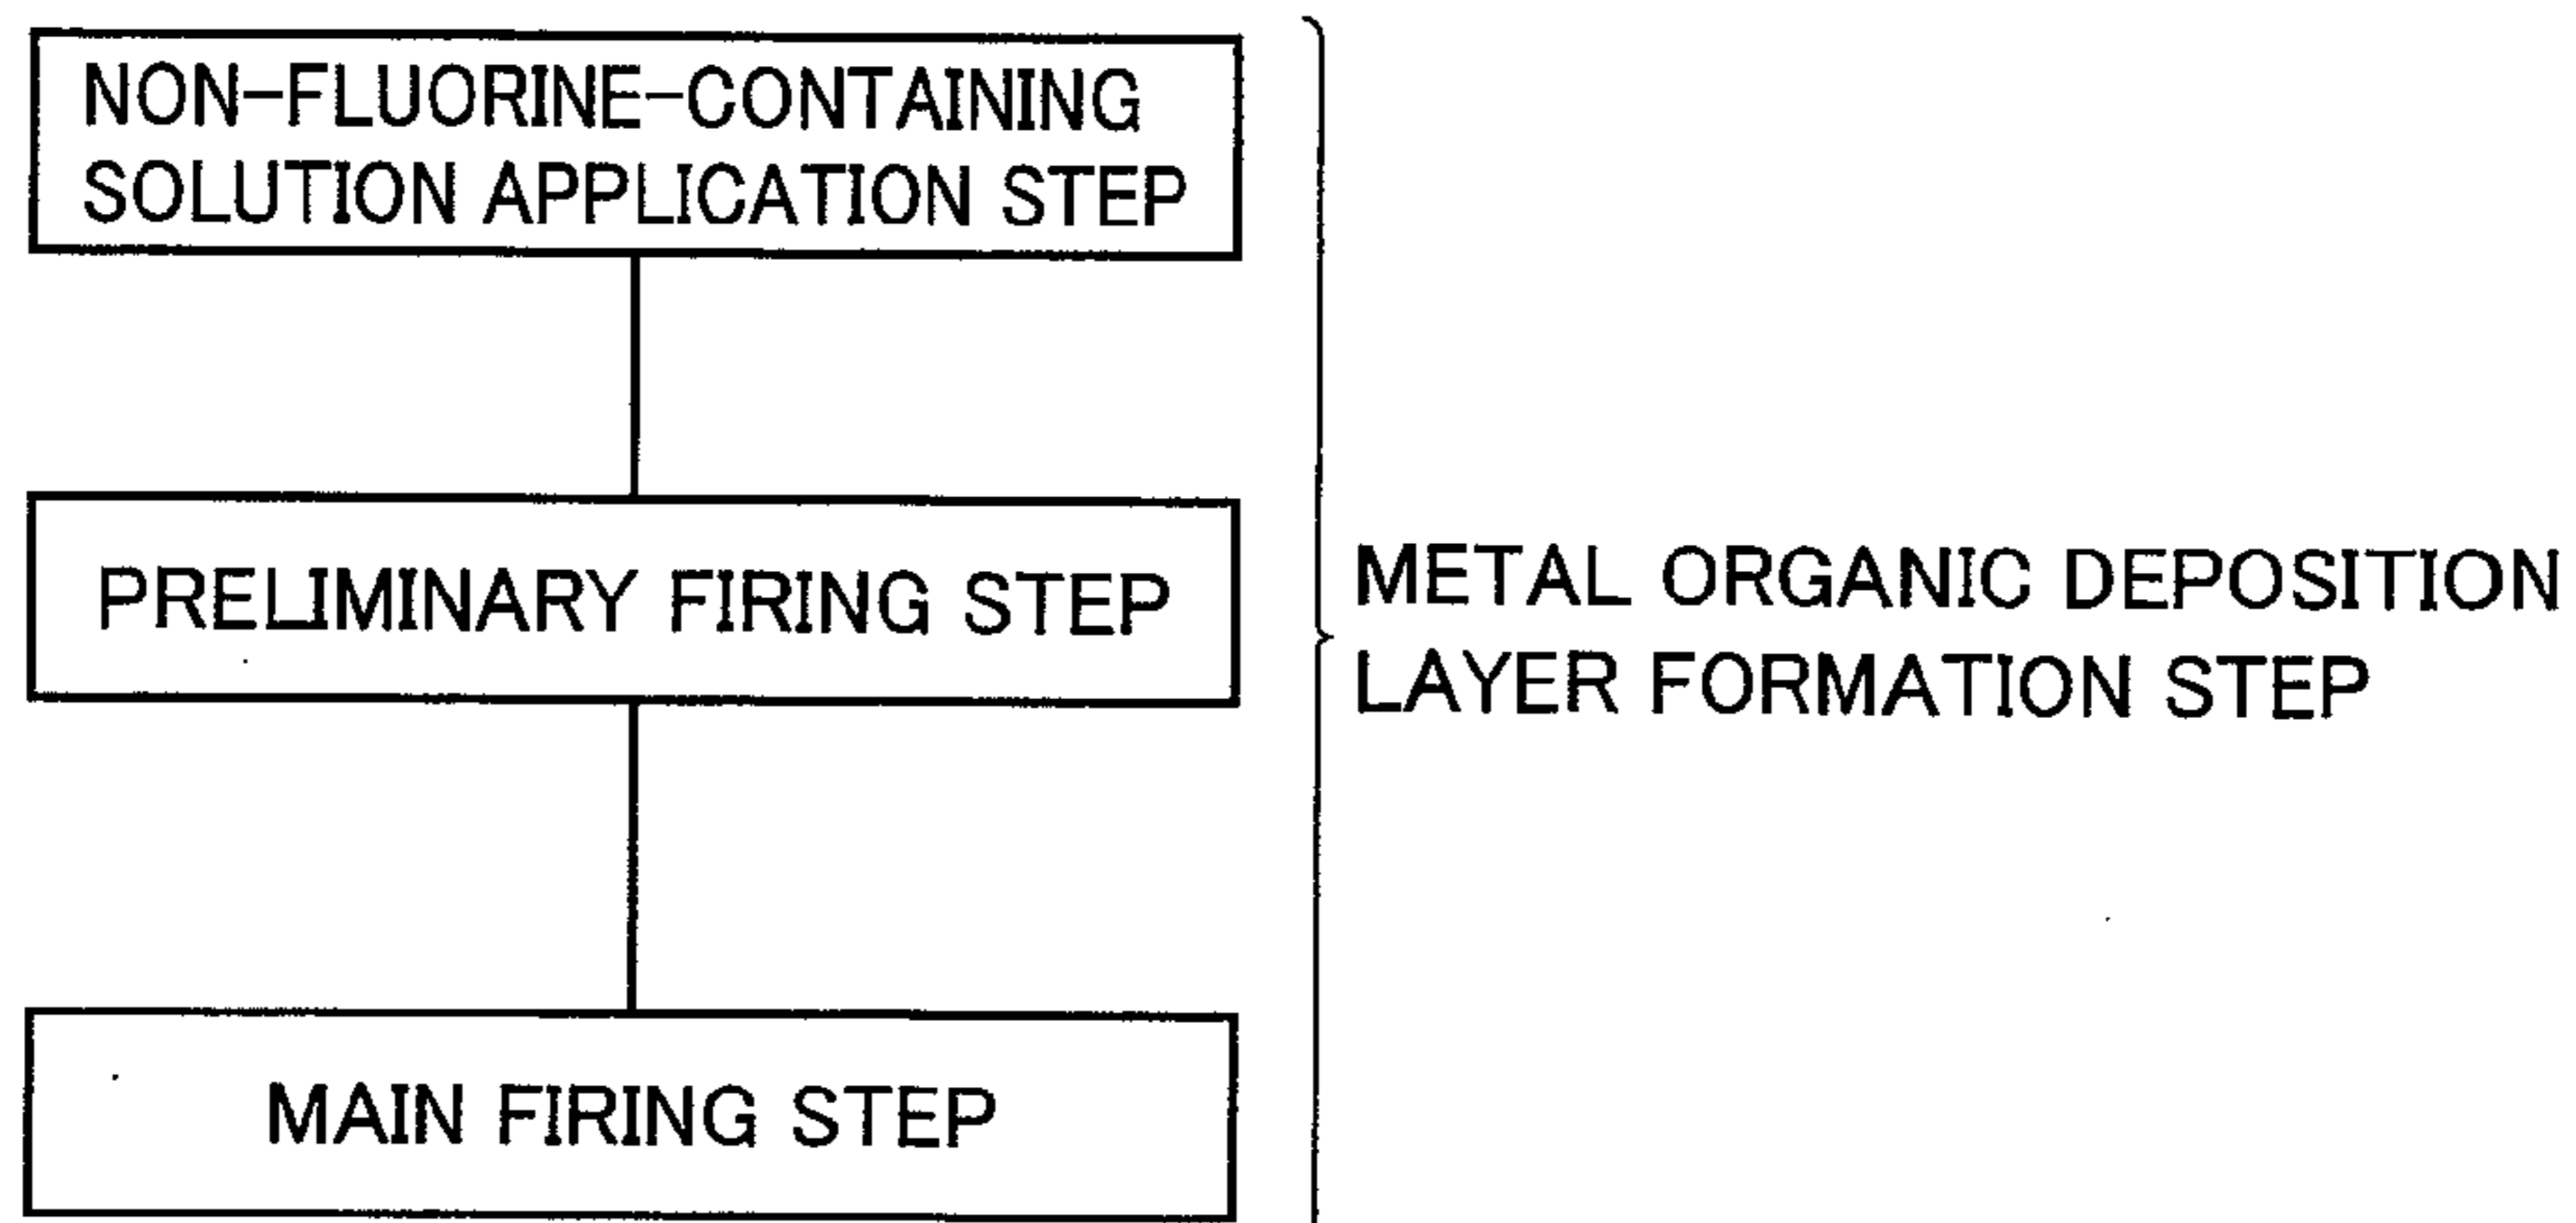 NON-FLUORINE-CONTAINING
SOLUTION APPLICATION STEP
PRELIMINARY FIRING STEP
METAL ORGANIC DEPOSITION
LAYER FORMATION STEP
MAIN FIRING STEP